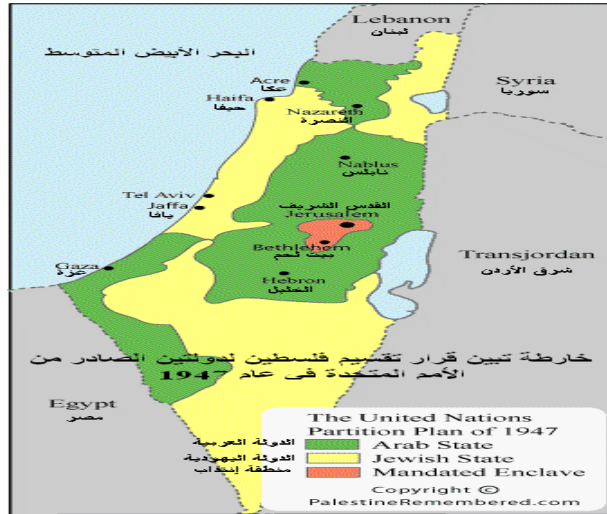 Lebanon
لبنان
البحر الأبيض المتوسط
Syria
سوريا
Acre
عكا
Haifa
حيفا
Nazareth
الناصرة
Nablus
نابلس
Tel Aviv
Jaffa
يافا
القدس الشريف
Jerusalem
Bethlehem
بيت لحم
Gaza
غزة
Hebron
الخليل
Transjordan
شرق الأردن
خارطة تبين قرار تقسيم فلسطين لدولتين الصادر من
الأمم المتحدة فى عام 1947
Egypt
مصر
The United Nations
Partition Plan of 1947
الدولة العربية Arab State
الدولة اليهودية Jewish State
منطقة إنتداب Mandated Enclave
Copyright ©
PalestineRemembered.com